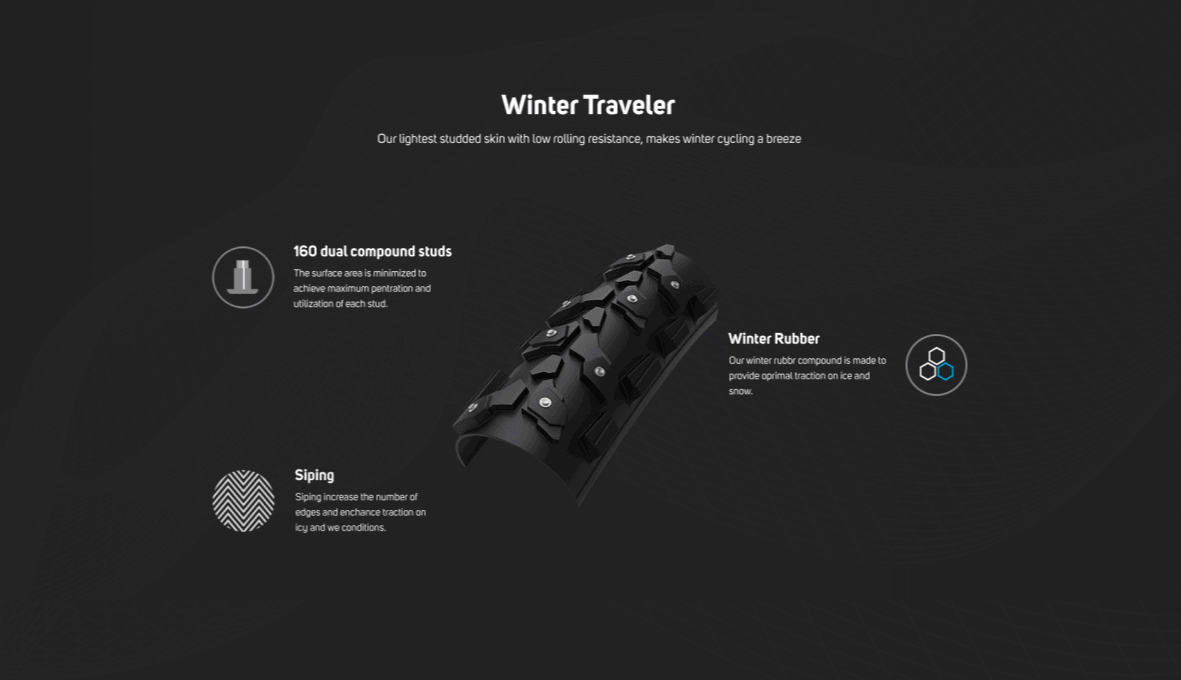 Winter Traveler
Our lightest studded skin with low rolling resistance, makes winter cycling a breeze
160 dual compound studs
The surface area is minimized to
achieve maximum pentration and
utilization of each stud.
Winter Rubber
Our winter rubbr compound is made to
provide oprimal traction on ice and
snow.
Siping
Siping increase the number of
edges and enchance traction on
icy and we conditions.